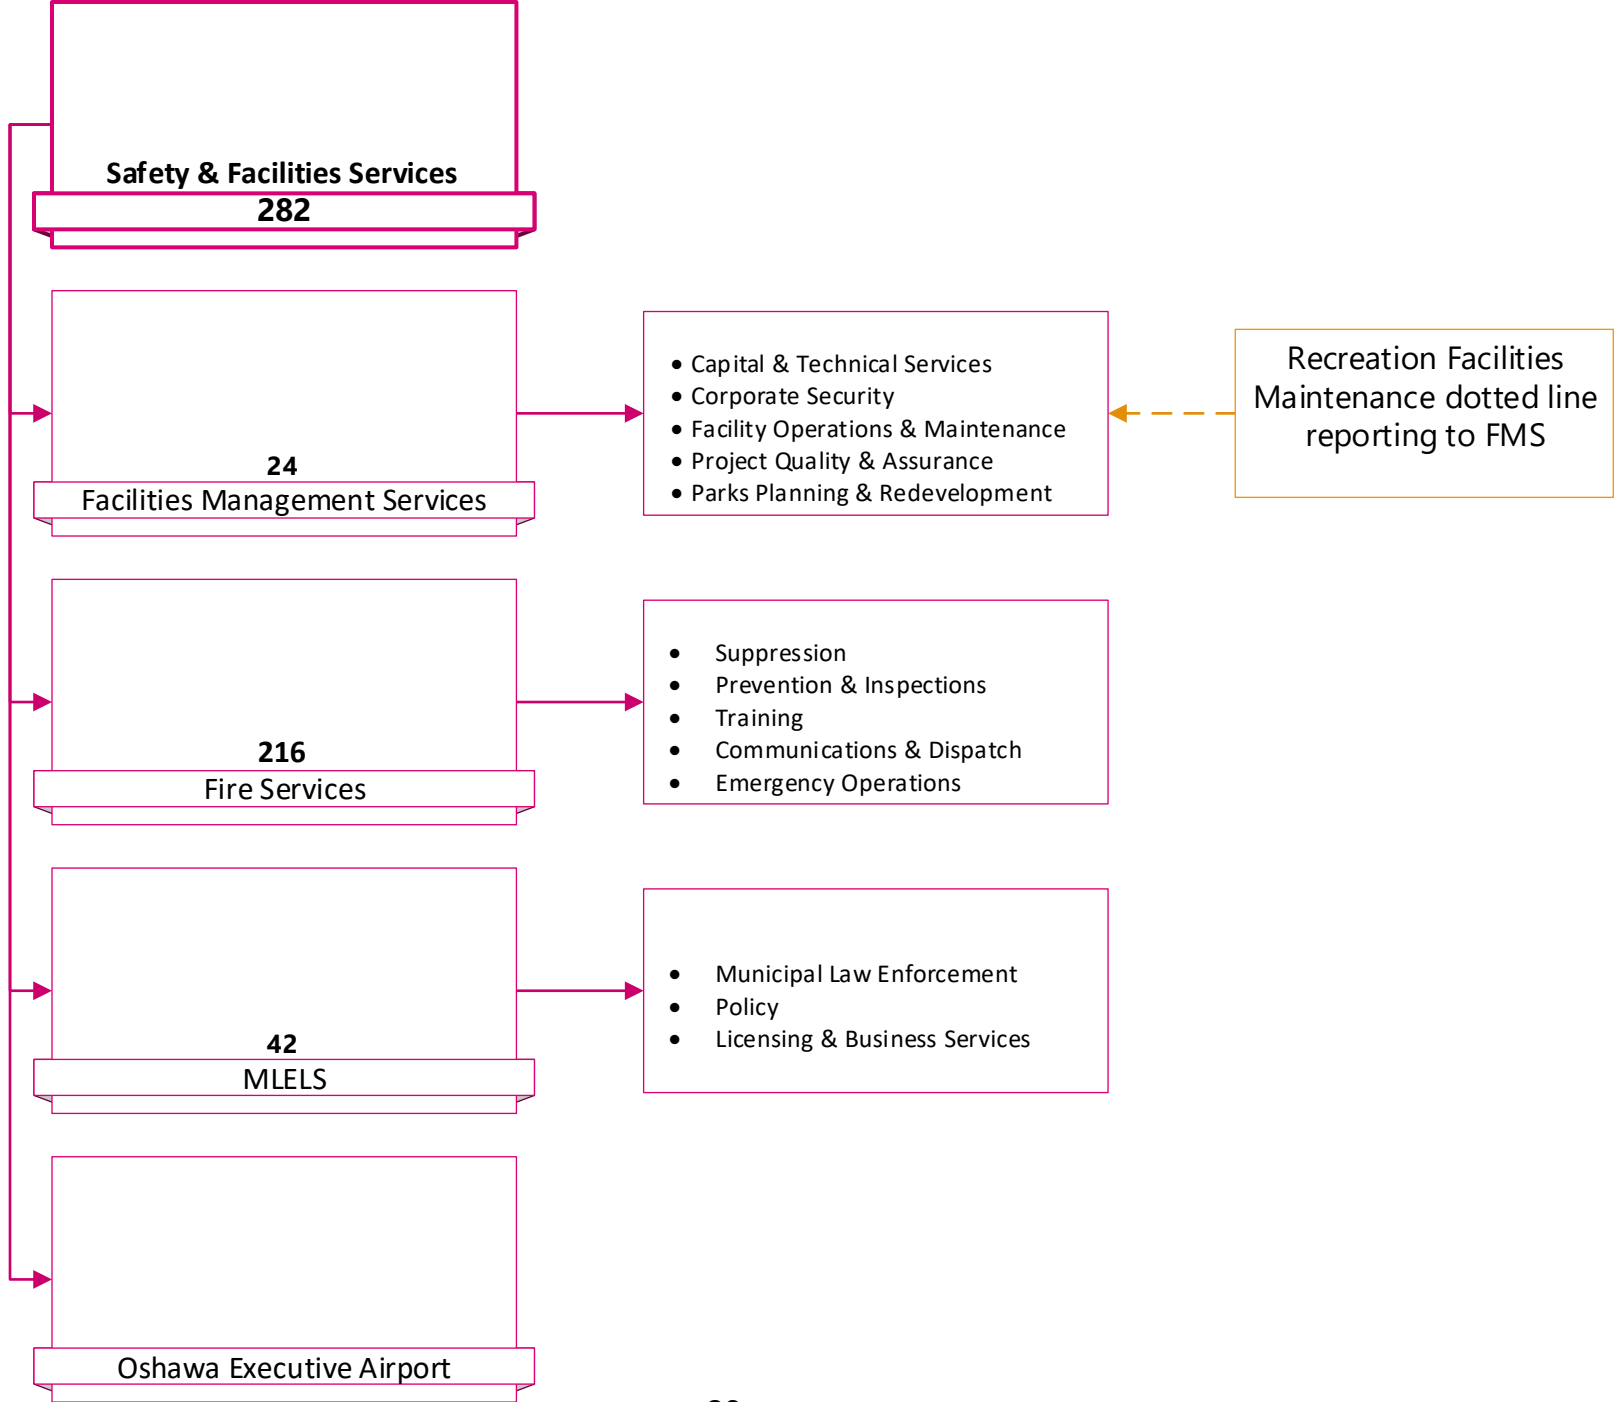 Safety & Facilities Services
282
24
Facilities Management Services
• Capital & Technical Services
• Corporate Security
• Facility Operations & Maintenance
• Project Quality & Assurance
• Parks Planning & Redevelopment
Recreation Facilities
Maintenance dotted line
reporting to FMS
216
Fire Services
• Suppression
• Prevention & Inspections
• Training
• Communications & Dispatch
• Emergency Operations
42
MLELS
• Municipal Law Enforcement
• Policy
• Licensing & Business Services
Oshawa Executive Airport